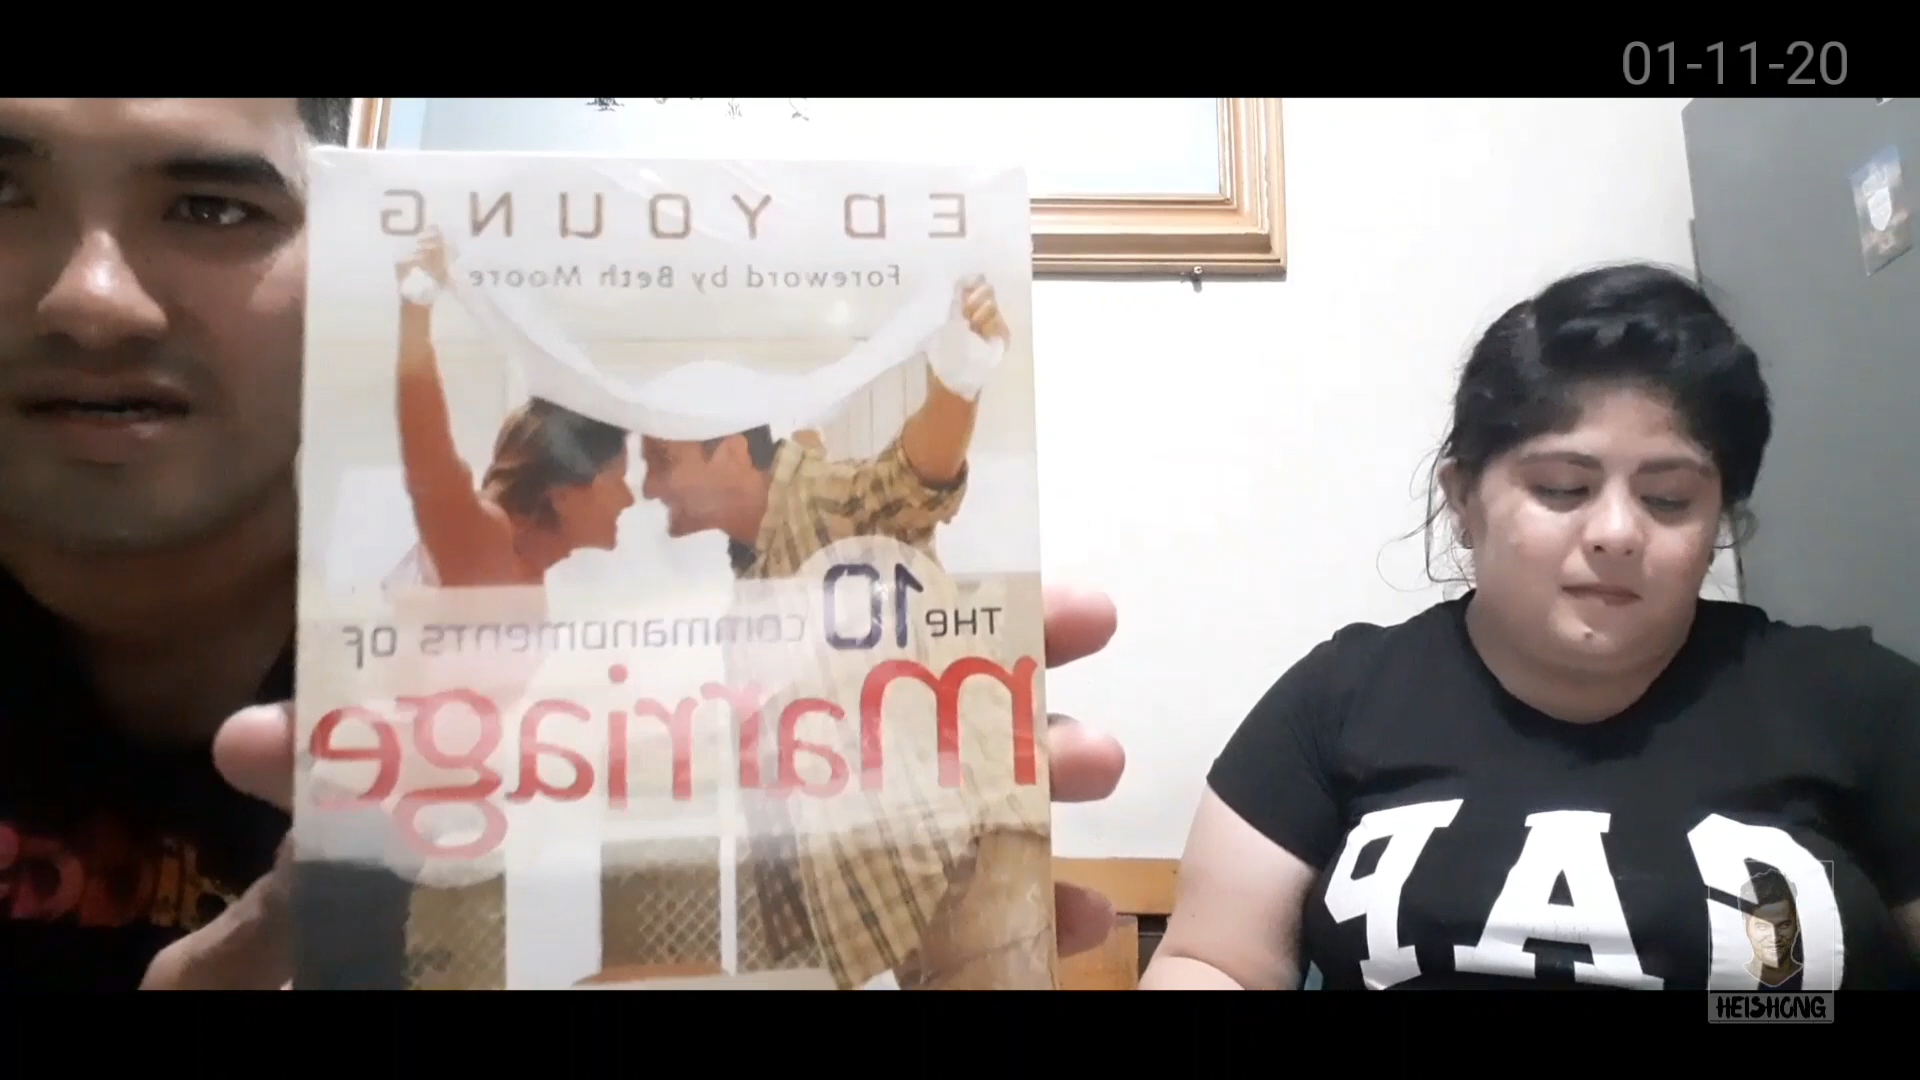 01-11-20
ED YOUNG
Foreword by Beth Moore
THE 10 COMMANDMENTS OF
marriage
GAP
HEISHONG